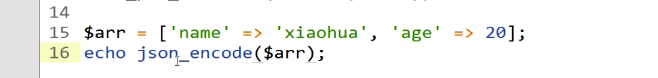 14
15 $arr = ['name' => 'xiaohua', 'age' => 20];
16 echo json_encode($arr);